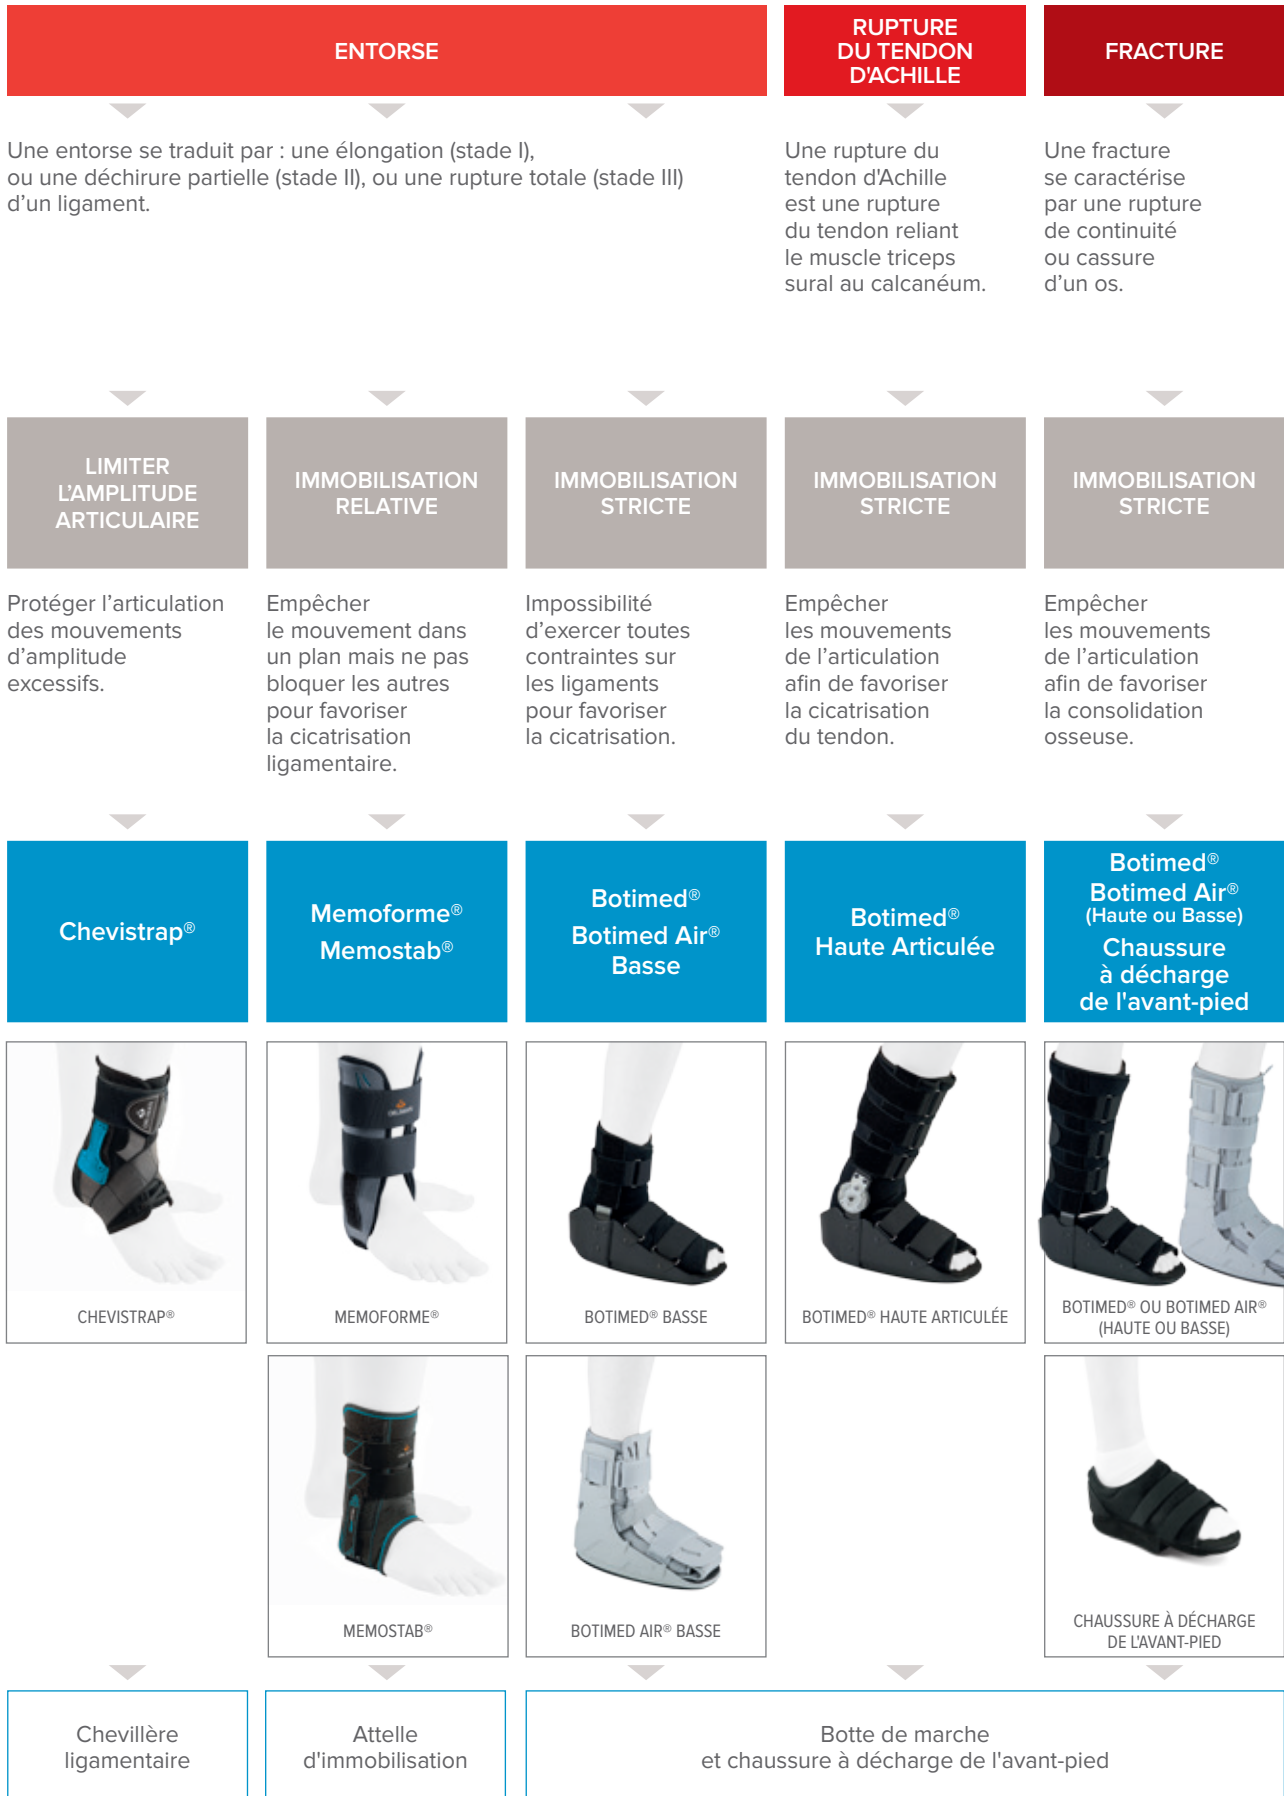 ENTORSE
RUPTURE
DU TENDON
D'ACHILLE
FRACTURE
Une entorse se traduit par : une élongation (stade I),
ou une déchirure partielle (stade II), ou une rupture totale (stade III)
d’un ligament.
Une rupture du
tendon d'Achille
est une rupture
du tendon reliant
le muscle triceps
sural au calcanéum.
Une fracture
se caractérise
par une rupture
de continuité
ou cassure
d’un os.
LIMITER
L’AMPLITUDE
ARTICULAIRE
IMMOBILISATION
RELATIVE
IMMOBILISATION
STRICTE
IMMOBILISATION
STRICTE
IMMOBILISATION
STRICTE
Protéger l’articulation
des mouvements
d’amplitude
excessifs.
Empêcher
le mouvement dans
un plan mais ne pas
bloquer les autres
pour favoriser
la cicatrisation
ligamentaire.
Impossibilité
d’exercer toutes
contraintes sur
les ligaments
pour favoriser
la cicatrisation.
Empêcher
les mouvements
de l’articulation
afin de favoriser
la cicatrisation
du tendon.
Empêcher
les mouvements
de l’articulation
afin de favoriser
la consolidation
osseuse.
Chevistrap®
Memoforme®
Memostab®
Botimed®
Botimed Air®
Basse
Botimed®
Haute Articulée
Botimed®
Botimed Air®
(Haute ou Basse)
Chaussure
à décharge
de l'avant-pied
CHEVISTRAP®
MEMOFORME®
BOTIMED® BASSE
BOTIMED® HAUTE ARTICULÉE
BOTIMED® OU BOTIMED AIR®
(HAUTE OU BASSE)
MEMOSTAB®
BOTIMED AIR® BASSE
CHAUSSURE À DÉCHARGE
DE L'AVANT-PIED
Chevillère
ligamentaire
Attelle
d'immobilisation
Botte de marche
et chaussure à décharge de l'avant-pied